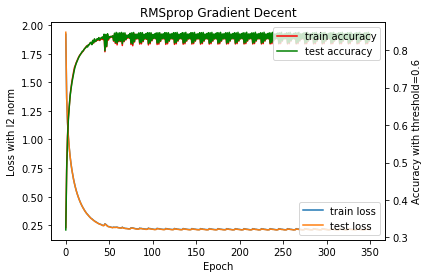 RMSprop Gradient Decent
2.00
1.75
1.50
1.25
1.00
0.75
0.50
0.25
Loss with l2 norm
0.8
0.7
0.6
0.5
0.4
0.3
Accuracy with threshold=0.6
train accuracy
test accuracy
train loss
test loss
0 50 100 150 200 250 300 350
Epoch